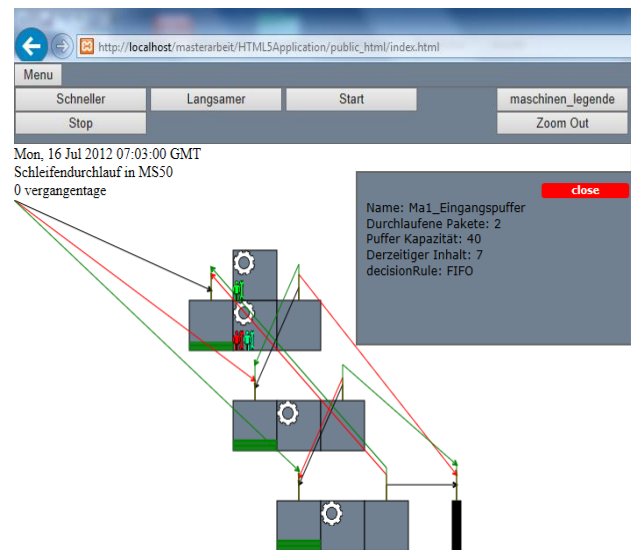 http://localhost/masterarbeit/HTML5Application/public_html/index.html
Menu
Schneller Langsamer Start maschinen_legende
Stop Zoom Out
Mon, 16 Jul 2012 07:03:00 GMT
Schleifendurchlauf in MS50
0 vergangentage
close
Name: Ma1_Eingangspuffer
Durchlaufene Pakete: 2
Puffer Kapazität: 40
Derzeitiger Inhalt: 7
decisionRule: FIFO